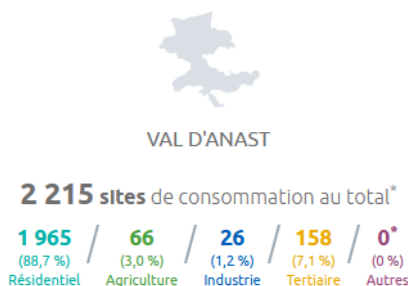 VAL D'ANAST
2 215 sites de consommation au total*
1 965 / 66 / 26 / 158 / 0*
(88,7 %) (3,0 %) (1,2 %) (7,1 %) (0 %)
Résidentiel Agriculture Industrie Tertiaire Autres